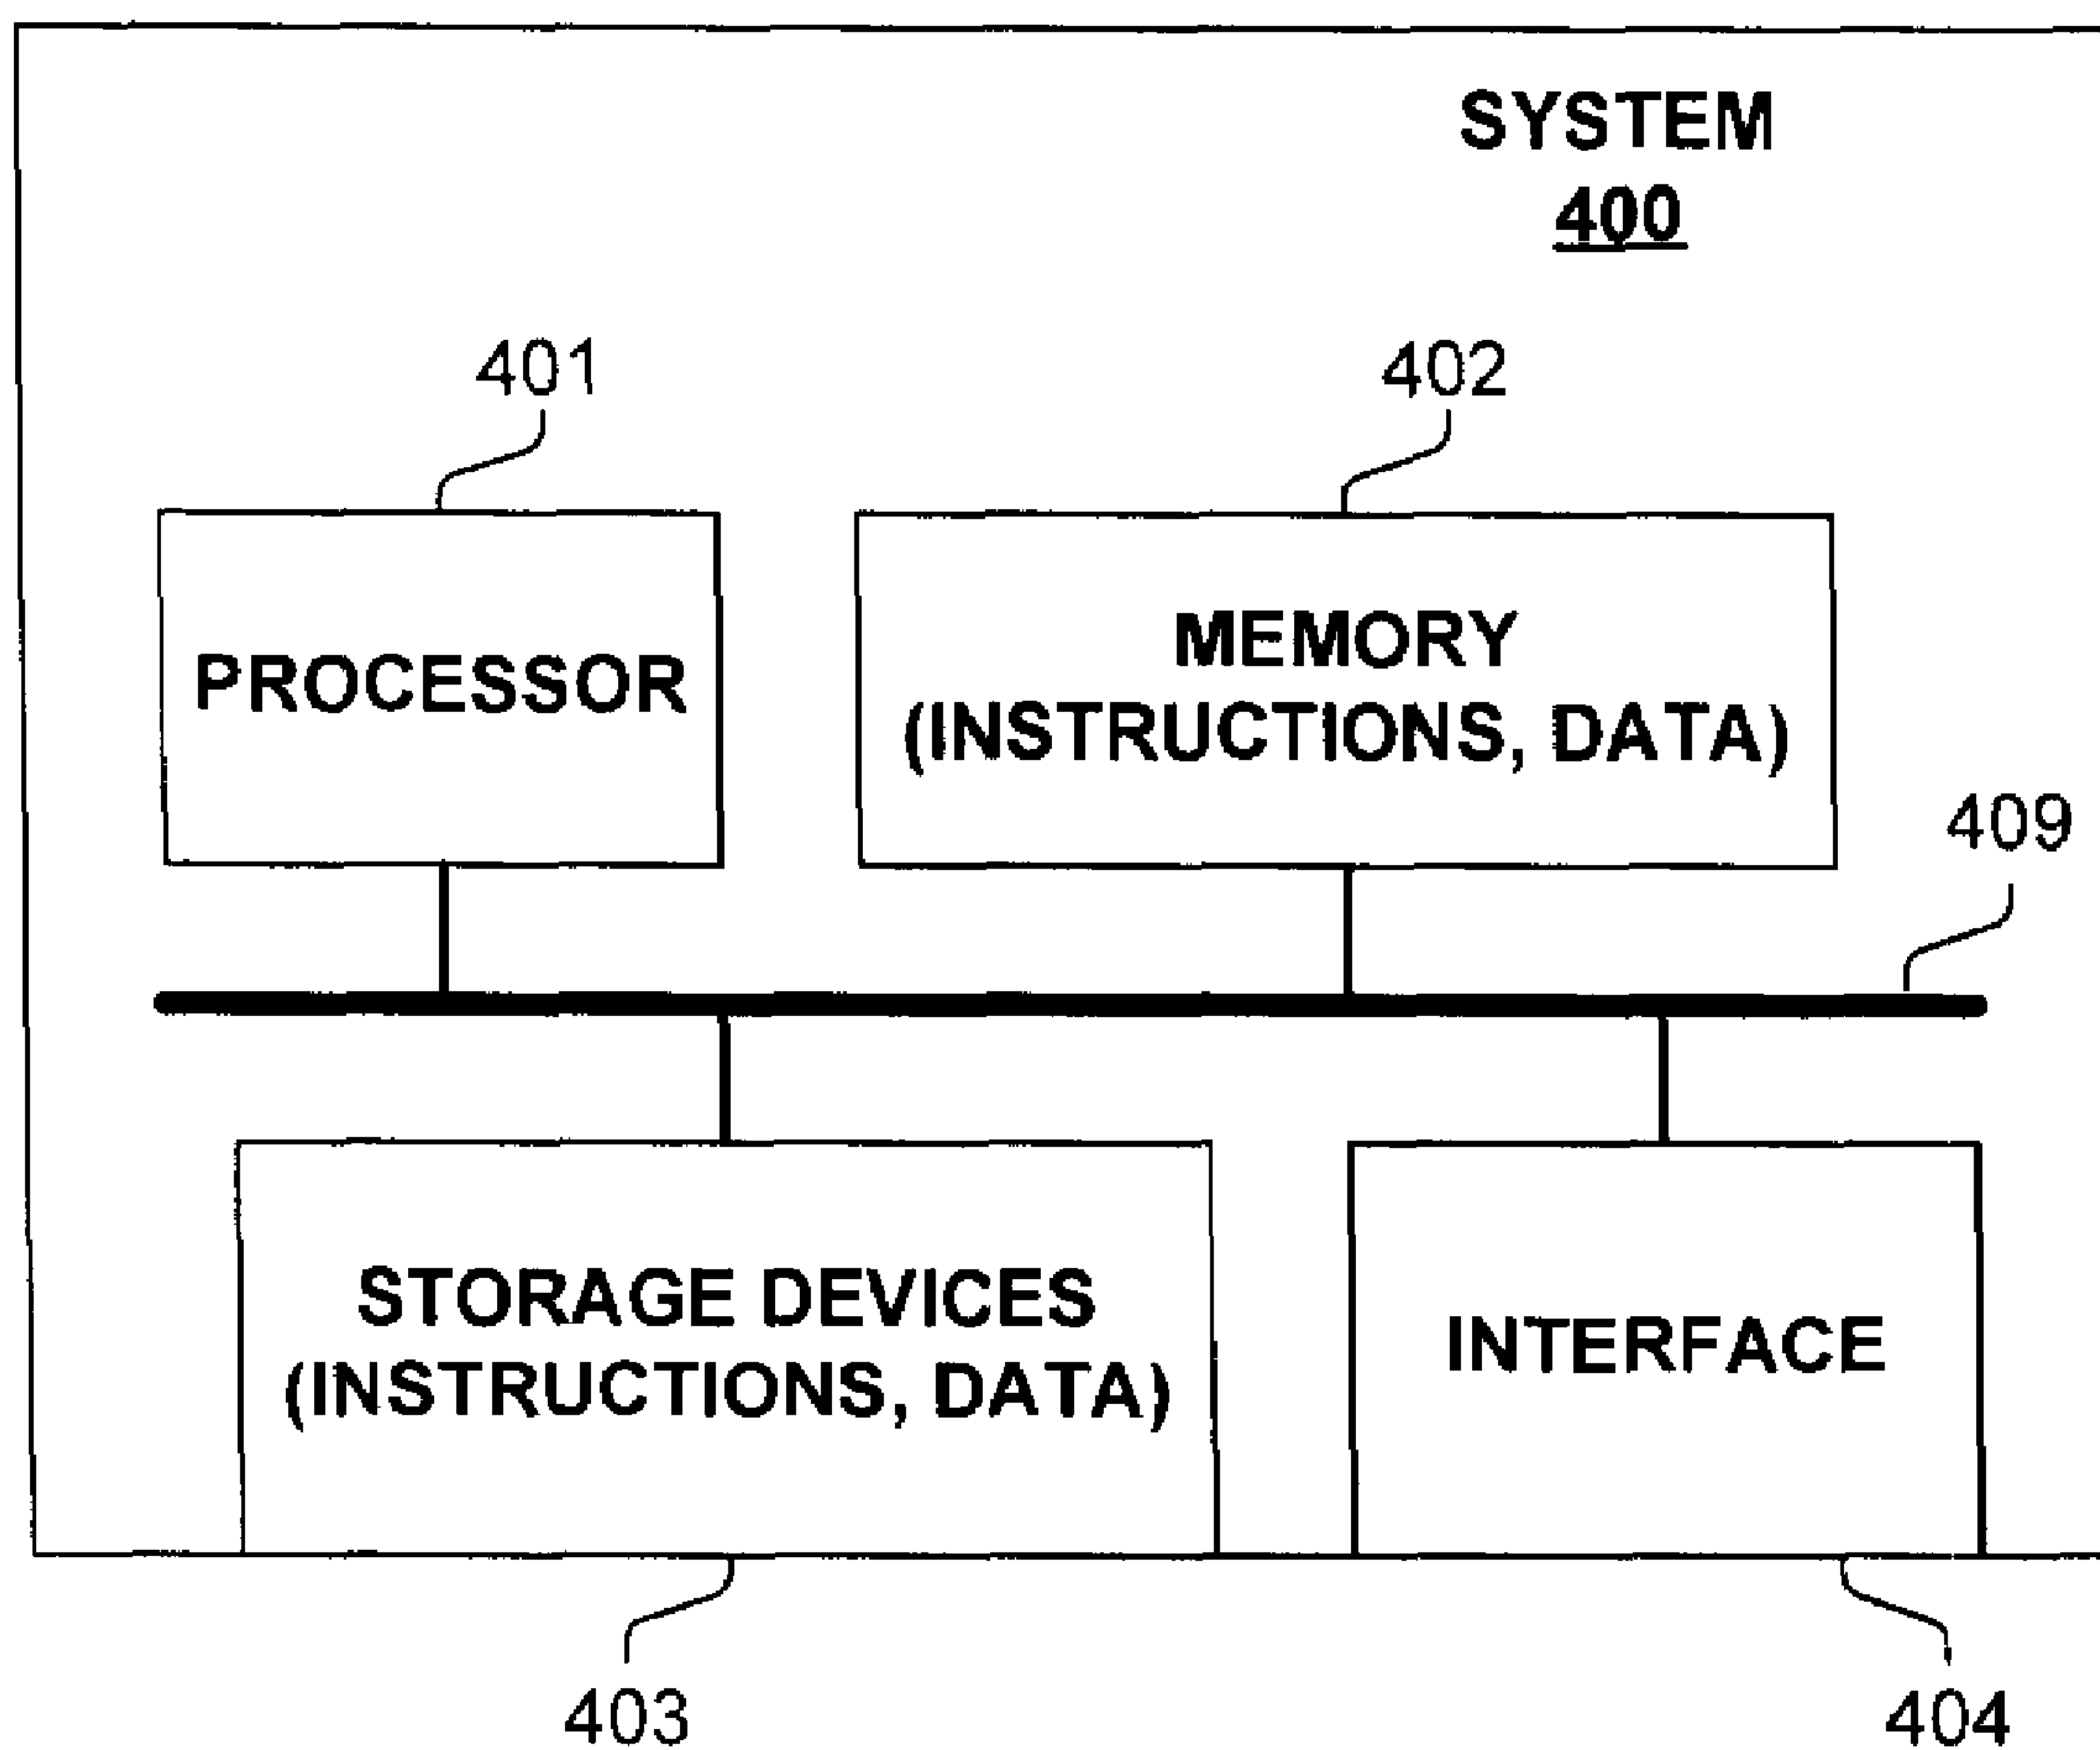 SYSTEM
400
401
402
PROCESSOR
MEMORY
(INSTRUCTIONS, DATA)
409
STORAGE DEVICES
(INSTRUCTIONS, DATA)
INTERFACE
403
404